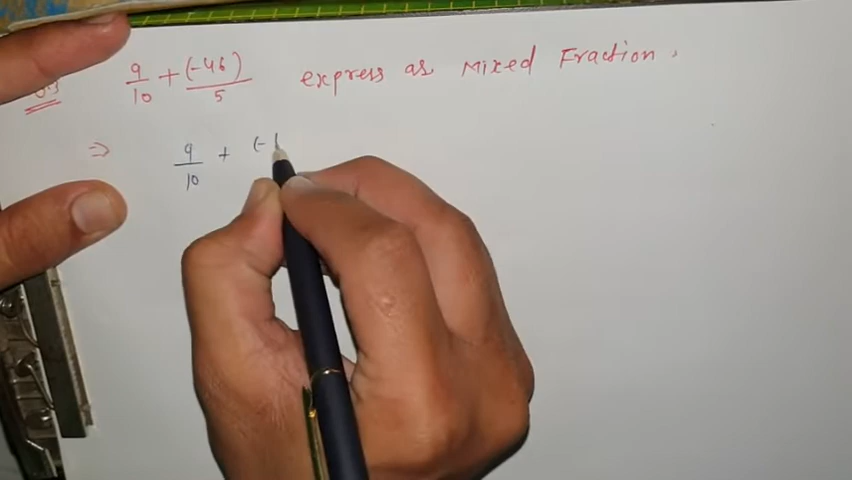 9/10 + (-46)/5 express as Mixed Fraction.
⇒ 9/10 + (-